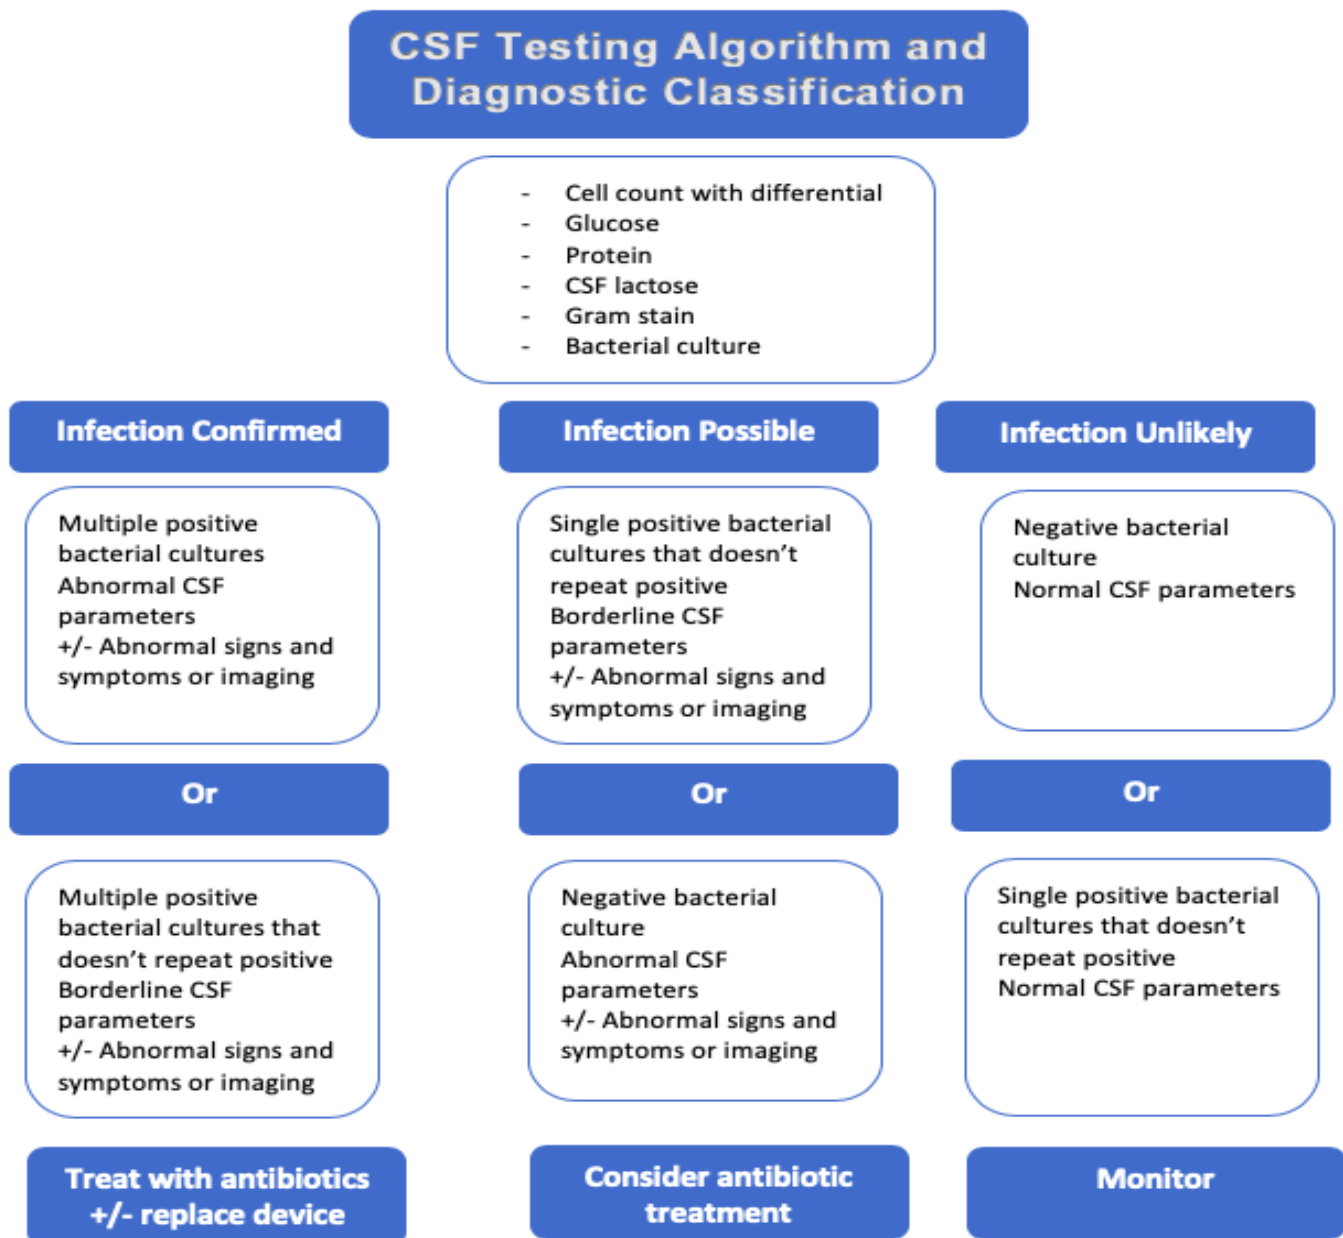 CSF Testing Algorithm and
Diagnostic Classification
- Cell count with differential
- Glucose
- Protein
- CSF lactose
- Gram stain
- Bacterial culture
Infection Confirmed
Multiple positive
bacterial cultures
Abnormal CSF
parameters
+/- Abnormal signs and
symptoms or imaging
Or
Multiple positive
bacterial cultures that
doesn't repeat positive
Borderline CSF
parameters
+/- Abnormal signs and
symptoms or imaging
Treat with antibiotics
+/- replace device
Infection Possible
Single positive bacterial
cultures that doesn't
repeat positive
Borderline CSF
parameters
+/- Abnormal signs and
symptoms or imaging
Or
Negative bacterial
culture
Abnormal CSF
parameters
+/- Abnormal signs and
symptoms or imaging
Consider antibiotic
treatment
Infection Unlikely
Negative bacterial
culture
Normal CSF parameters
Or
Single positive bacterial
cultures that doesn't
repeat positive
Normal CSF parameters
Monitor